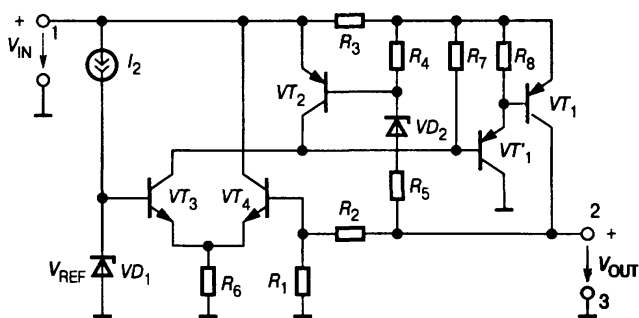 + 1
V_IN
I_2
R_3
R_4
R_7
R_8
VT_2
VD_2
VT_1
VT'_1
VT_3
VT_4
R_5
R_2
2
+
V_REF
VD_1
R_6
R_1
V_OUT
3